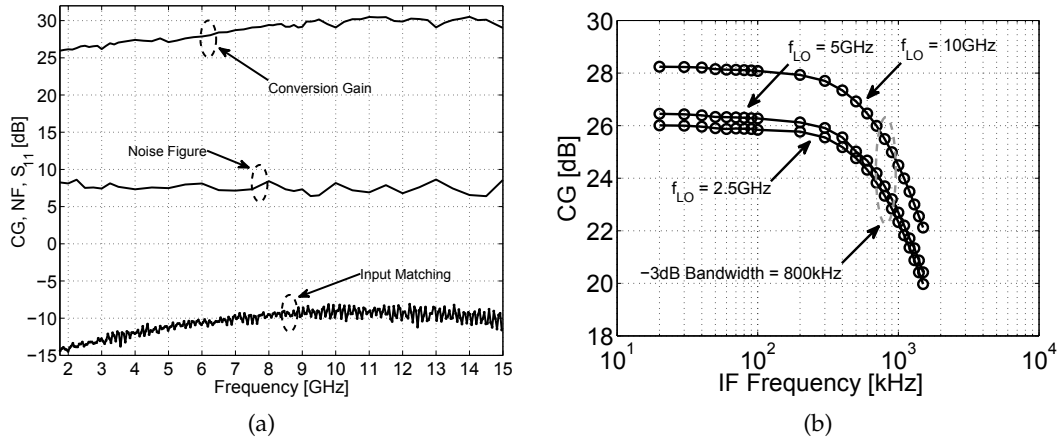 30
25
20
15
10
5
0
−5
−10
−15
CG, NF, S11 [dB]
Conversion Gain
Noise Figure
Input Matching
2 3 4 5 6 7 8 9 10 11 12 13 14 15
Frequency [GHz]
(a)
28
26
24
22
20
18
CG [dB]
fLO = 5GHz
fLO = 10GHz
fLO = 2.5GHz
−3dB Bandwidth = 800kHz
10^1 10^2 10^3 10^4
IF Frequency [kHz]
(b)